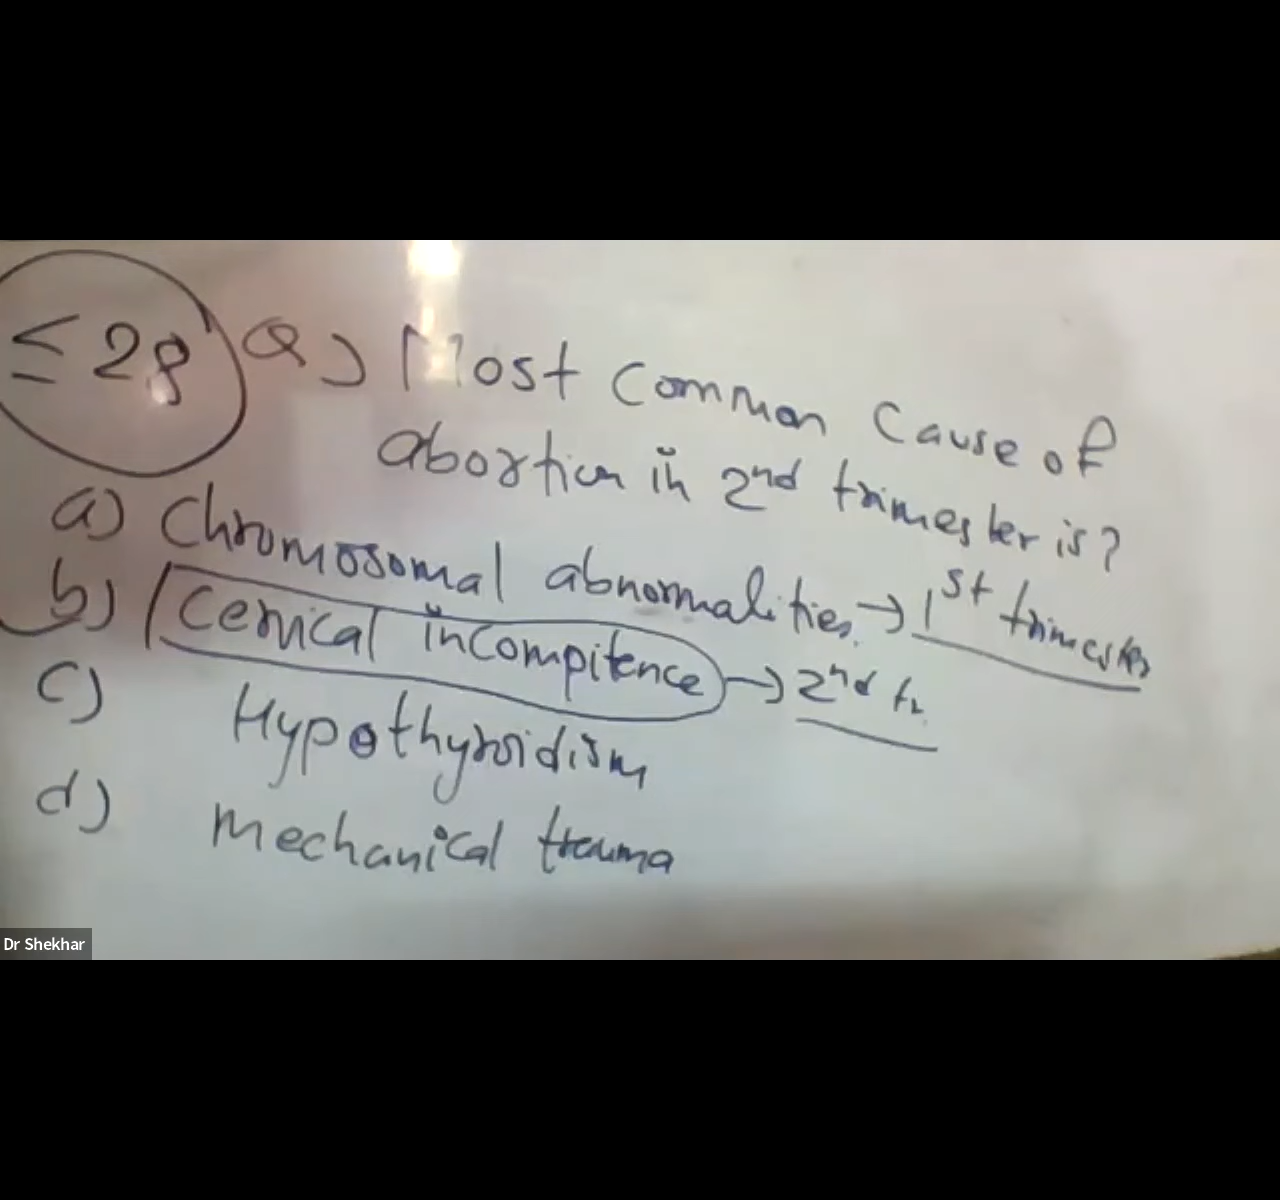 ≤ 28
Q) Most Common Cause of
abortion in 2nd trimester is?
a) Chromosomal abnormalities. → 1st trimester
b) Cervical incompitence → 2nd tr.
c) Hypothyroidism
d) mechanical trauma
Dr Shekhar